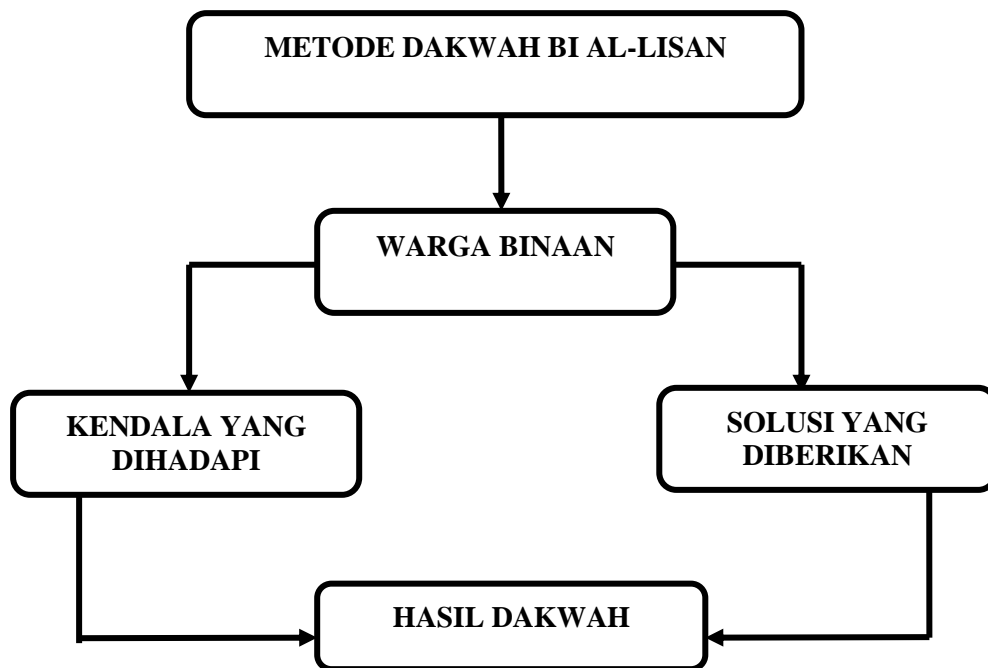 METODE DAKWAH BI AL-LISAN
WARGA BINAAN
KENDALA YANG
DIHADAPI
SOLUSI YANG
DIBERIKAN
HASIL DAKWAH